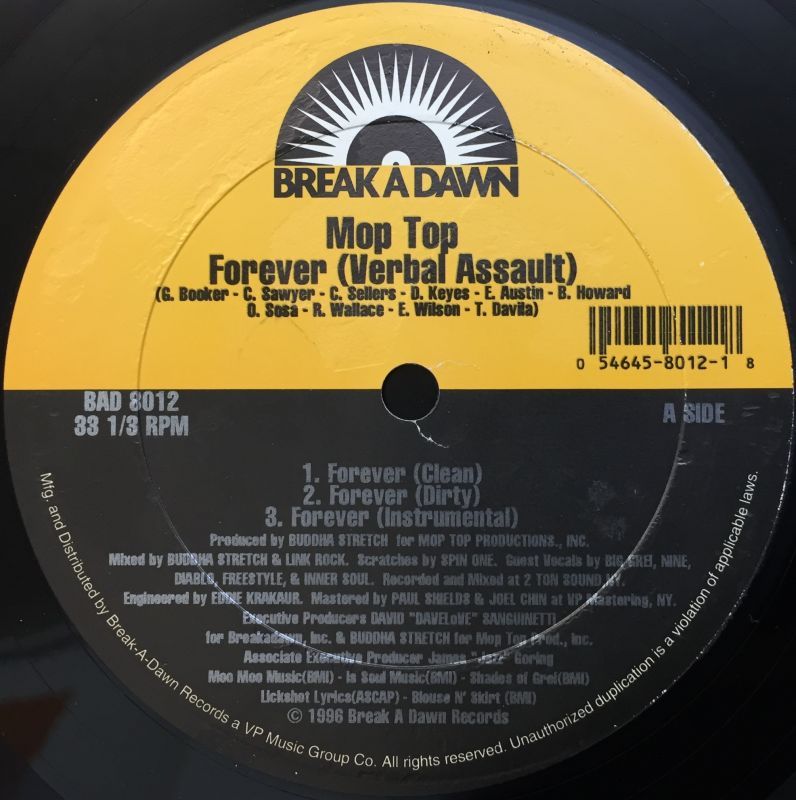 BREAK A DAWN
Mop Top
Forever (Verbal Assault)
(G. Booker - C. Sawyer - C. Sellers - D. Keyes - E. Austin - B. Howard
O. Sosa - R. Wallace - E. Wilson - T. Davila)
0 54645-8012-1 8
BAD 8012
33 1/3 RPM
A SIDE
1. Forever (Clean)
2. Forever (Dirty)
3. Forever (Instrumental)
Produced by BUDDHA STRETCH for MOP TOP PRODUCTIONS., INC.
Mixed by BUDDHA STRETCH & LINK ROCK. Scratches by SPIN ONE. Guest Vocals by BIG GREI, NINE,
DIABLO, FREESTYLE, & INNER SOUL. Recorded and Mixed at 2 TON SOUND NY.
Engineered by EDDIE KRAKAUR. Mastered by PAUL SHIELDS & JOEL CHIN at VP Mastering, NY.
Executive Producers DAVID "DAVELOVE" SANGUINETTI
for Breakadawn, Inc. & BUDDHA STRETCH for Mop Top Prod., Inc.
Associate Executive Producer James "Jazz" Goring
Moo Moo Music(BMI) - Is Soul Music(BMI) - Shades of Grei(BMI)
Lickshot Lyrics(ASCAP) - Blouse N' Skirt (BMI)
© 1996 Break A Dawn Records
Mfg. and Distributed by Break-A-Dawn Records a VP Music Group Co. All rights reserved. Unauthorized duplication is a violation of applicable laws.